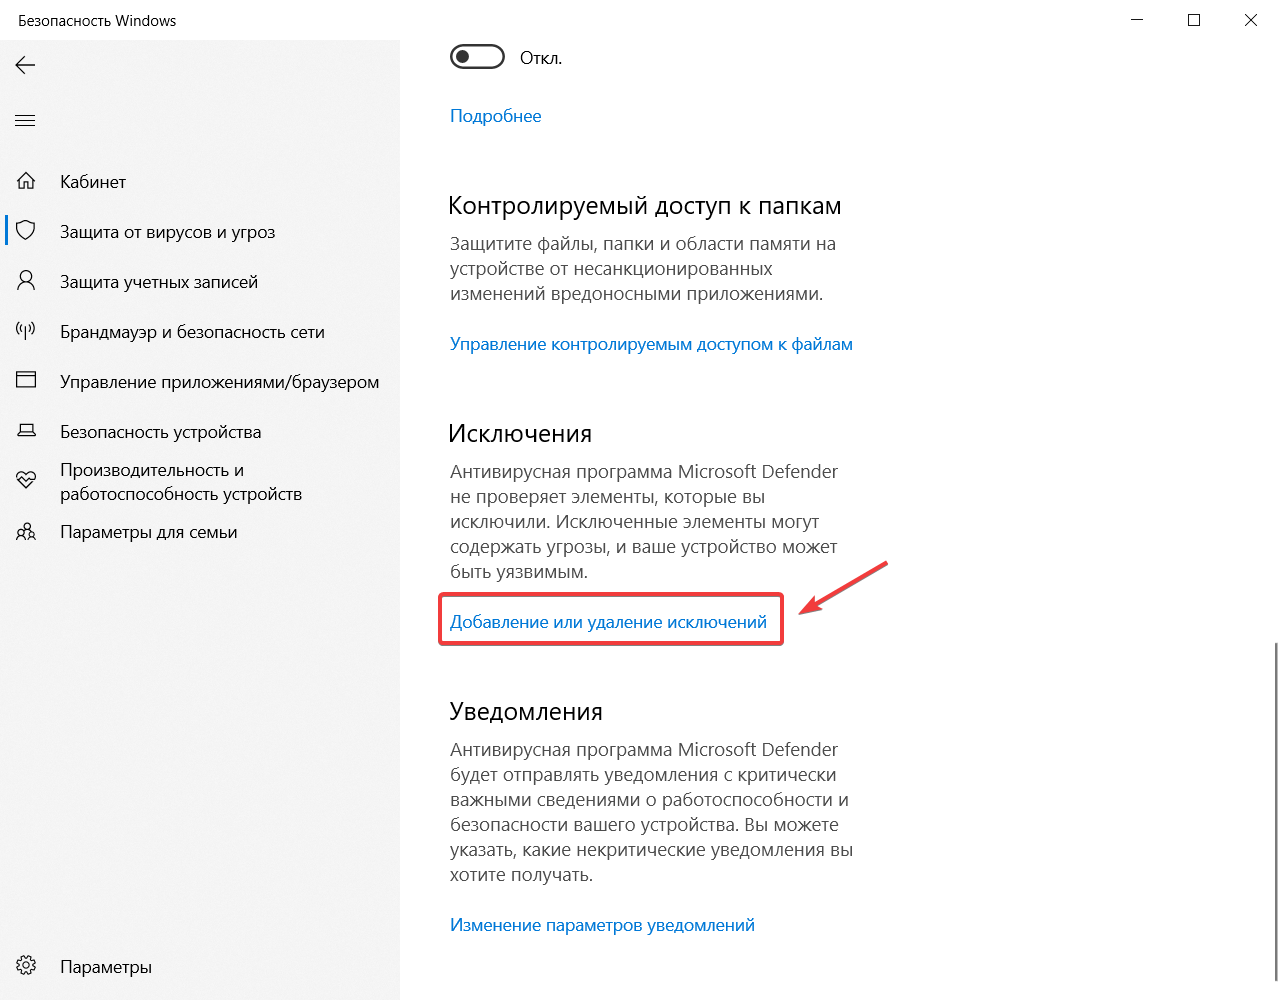 Безопасность Windows
Кабинет
Защита от вирусов и угроз
Защита учетных записей
Брандмауэр и безопасность сети
Управление приложениями/браузером
Безопасность устройства
Производительность и
работоспособность устройств
Параметры для семьи
Параметры
Откл.
Подробнее
Контролируемый доступ к папкам
Защитите файлы, папки и области памяти на
устройстве от несанкционированных
изменений вредоносными приложениями.
Управление контролируемым доступом к файлам
Исключения
Антивирусная программа Microsoft Defender
не проверяет элементы, которые вы
исключили. Исключенные элементы могут
содержать угрозы, и ваше устройство может
быть уязвимым.
Добавление или удаление исключений
Уведомления
Антивирусная программа Microsoft Defender
будет отправлять уведомления с критически
важными сведениями о работоспособности и
безопасности вашего устройства. Вы можете
указать, какие некритические уведомления вы
хотите получать.
Изменение параметров уведомлений